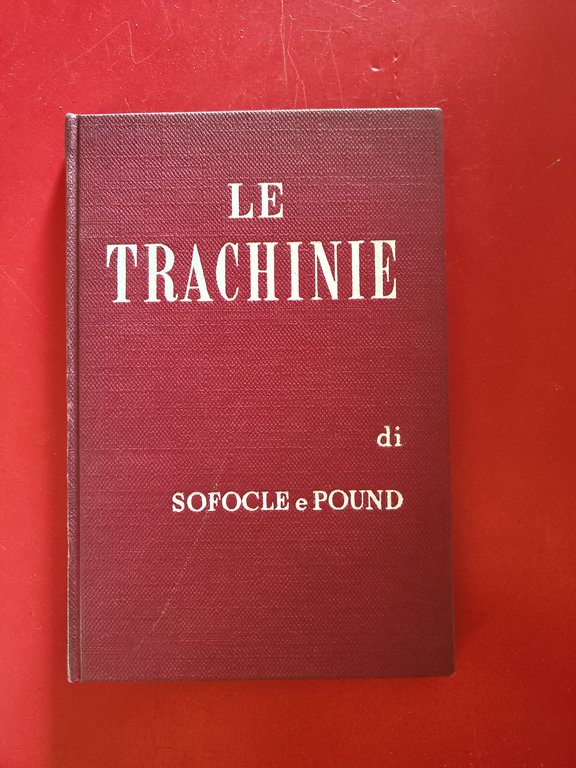 LE
TRACHINIE
di
SOFOCLE e POUND